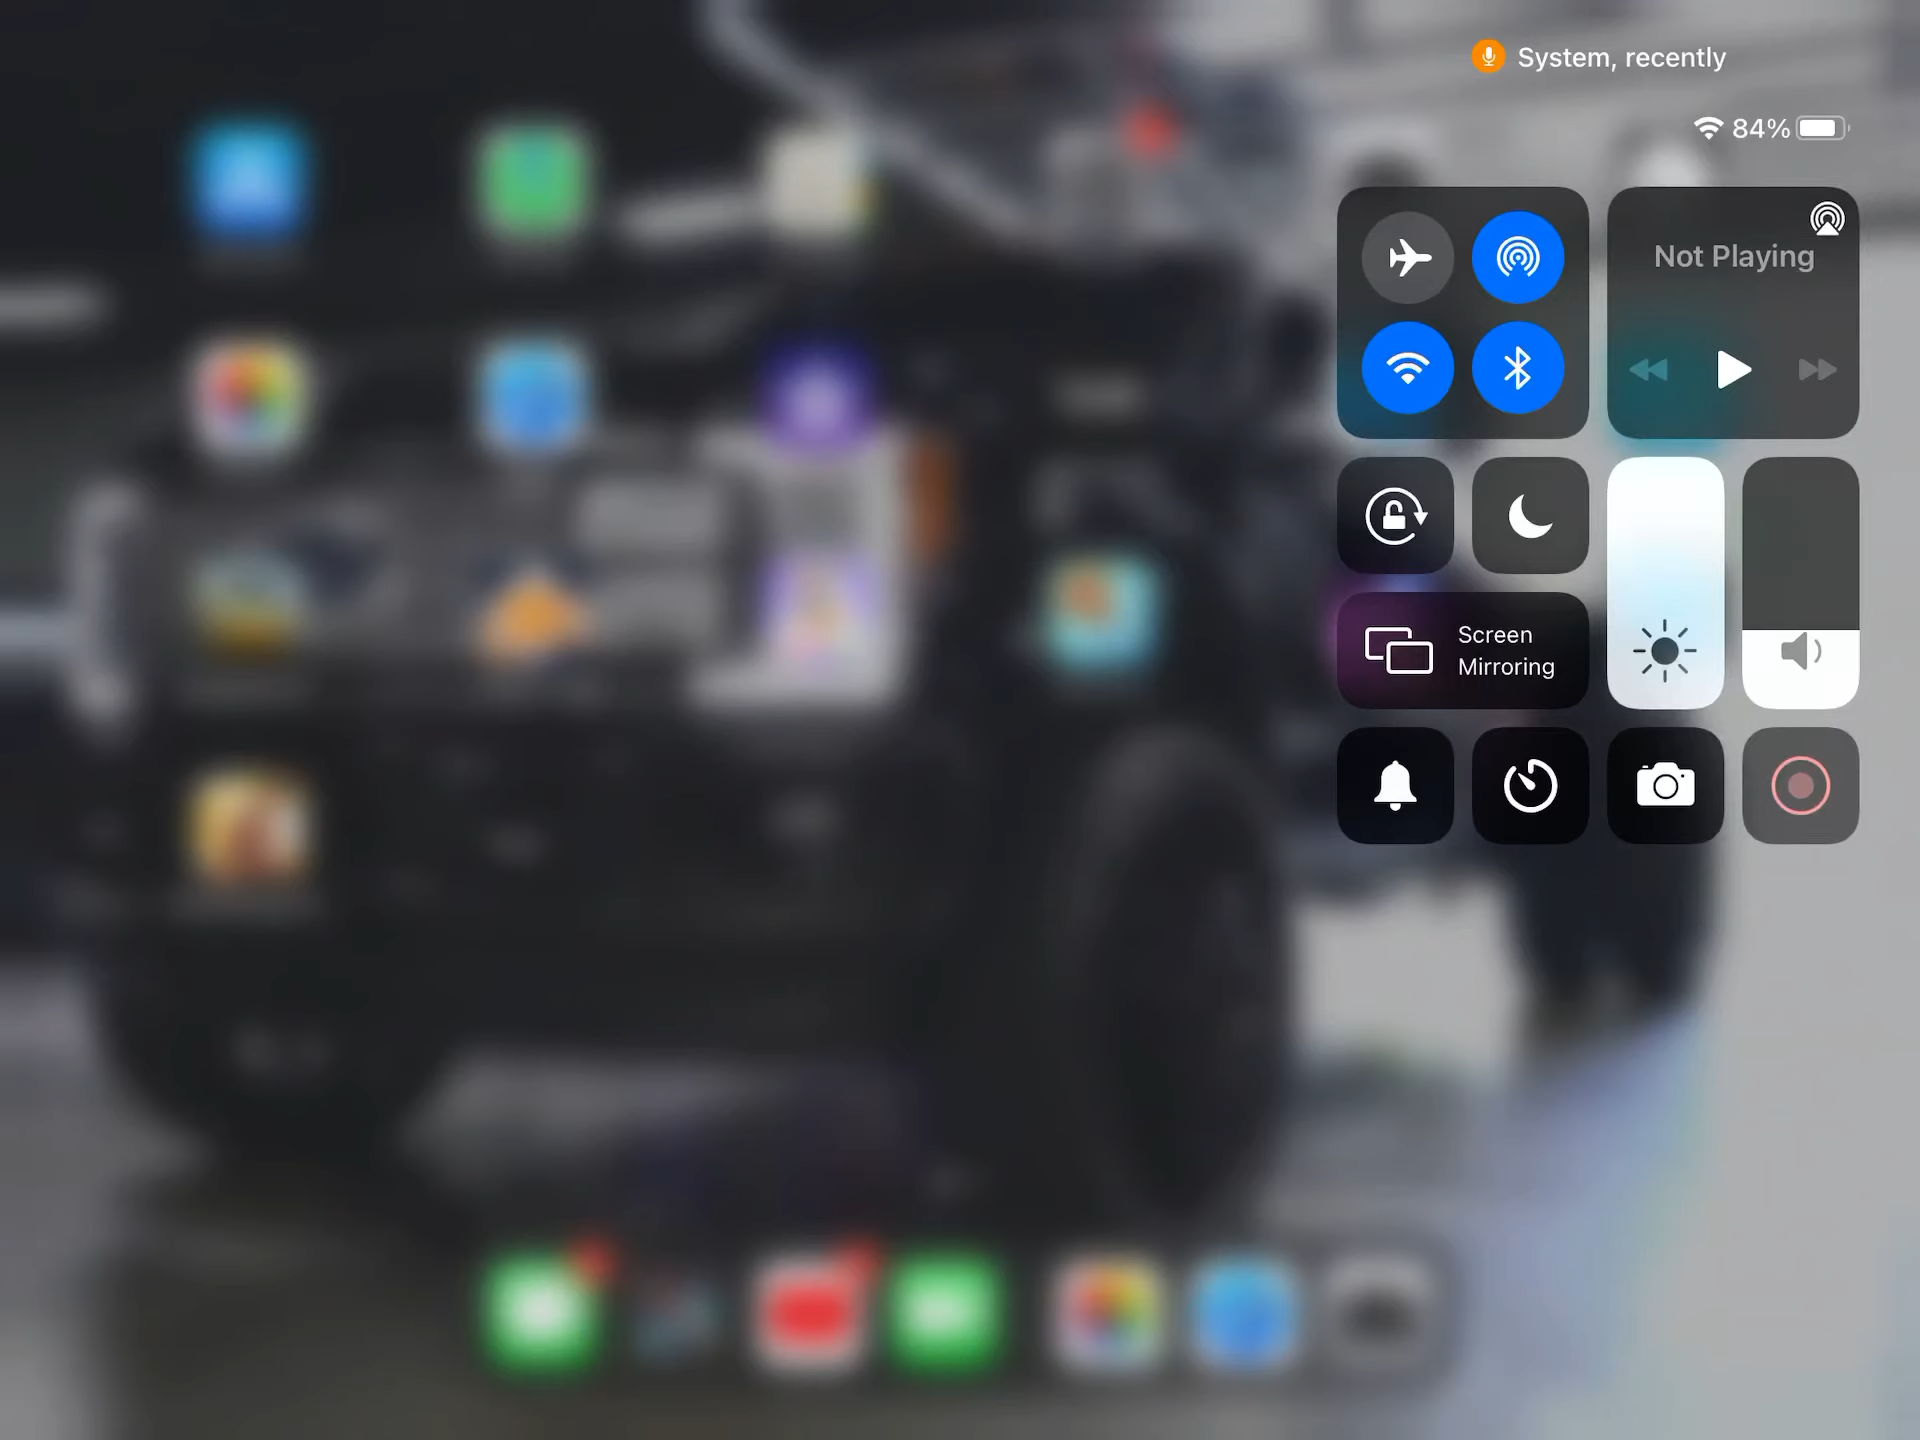 System, recently
84%
Not Playing
Screen
Mirroring